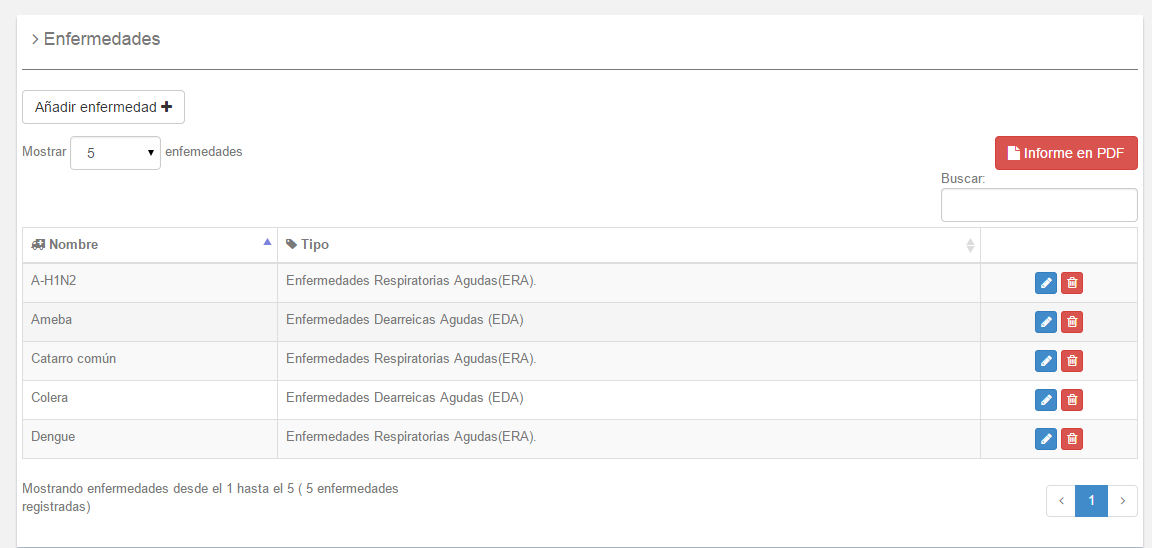 Enfermedades
Añadir enfermedad
Mostrar 5 enfemedades
Informe en PDF
Buscar:
Nombre Tipo
A-H1N2 Enfermedades Respiratorias Agudas(ERA).
Ameba Enfermedades Dearreicas Agudas (EDA)
Catarro común Enfermedades Respiratorias Agudas(ERA).
Colera Enfermedades Dearreicas Agudas (EDA)
Dengue Enfermedades Respiratorias Agudas(ERA).
Mostrando enfermedades desde el 1 hasta el 5 ( 5 enfermedades
registradas)
1